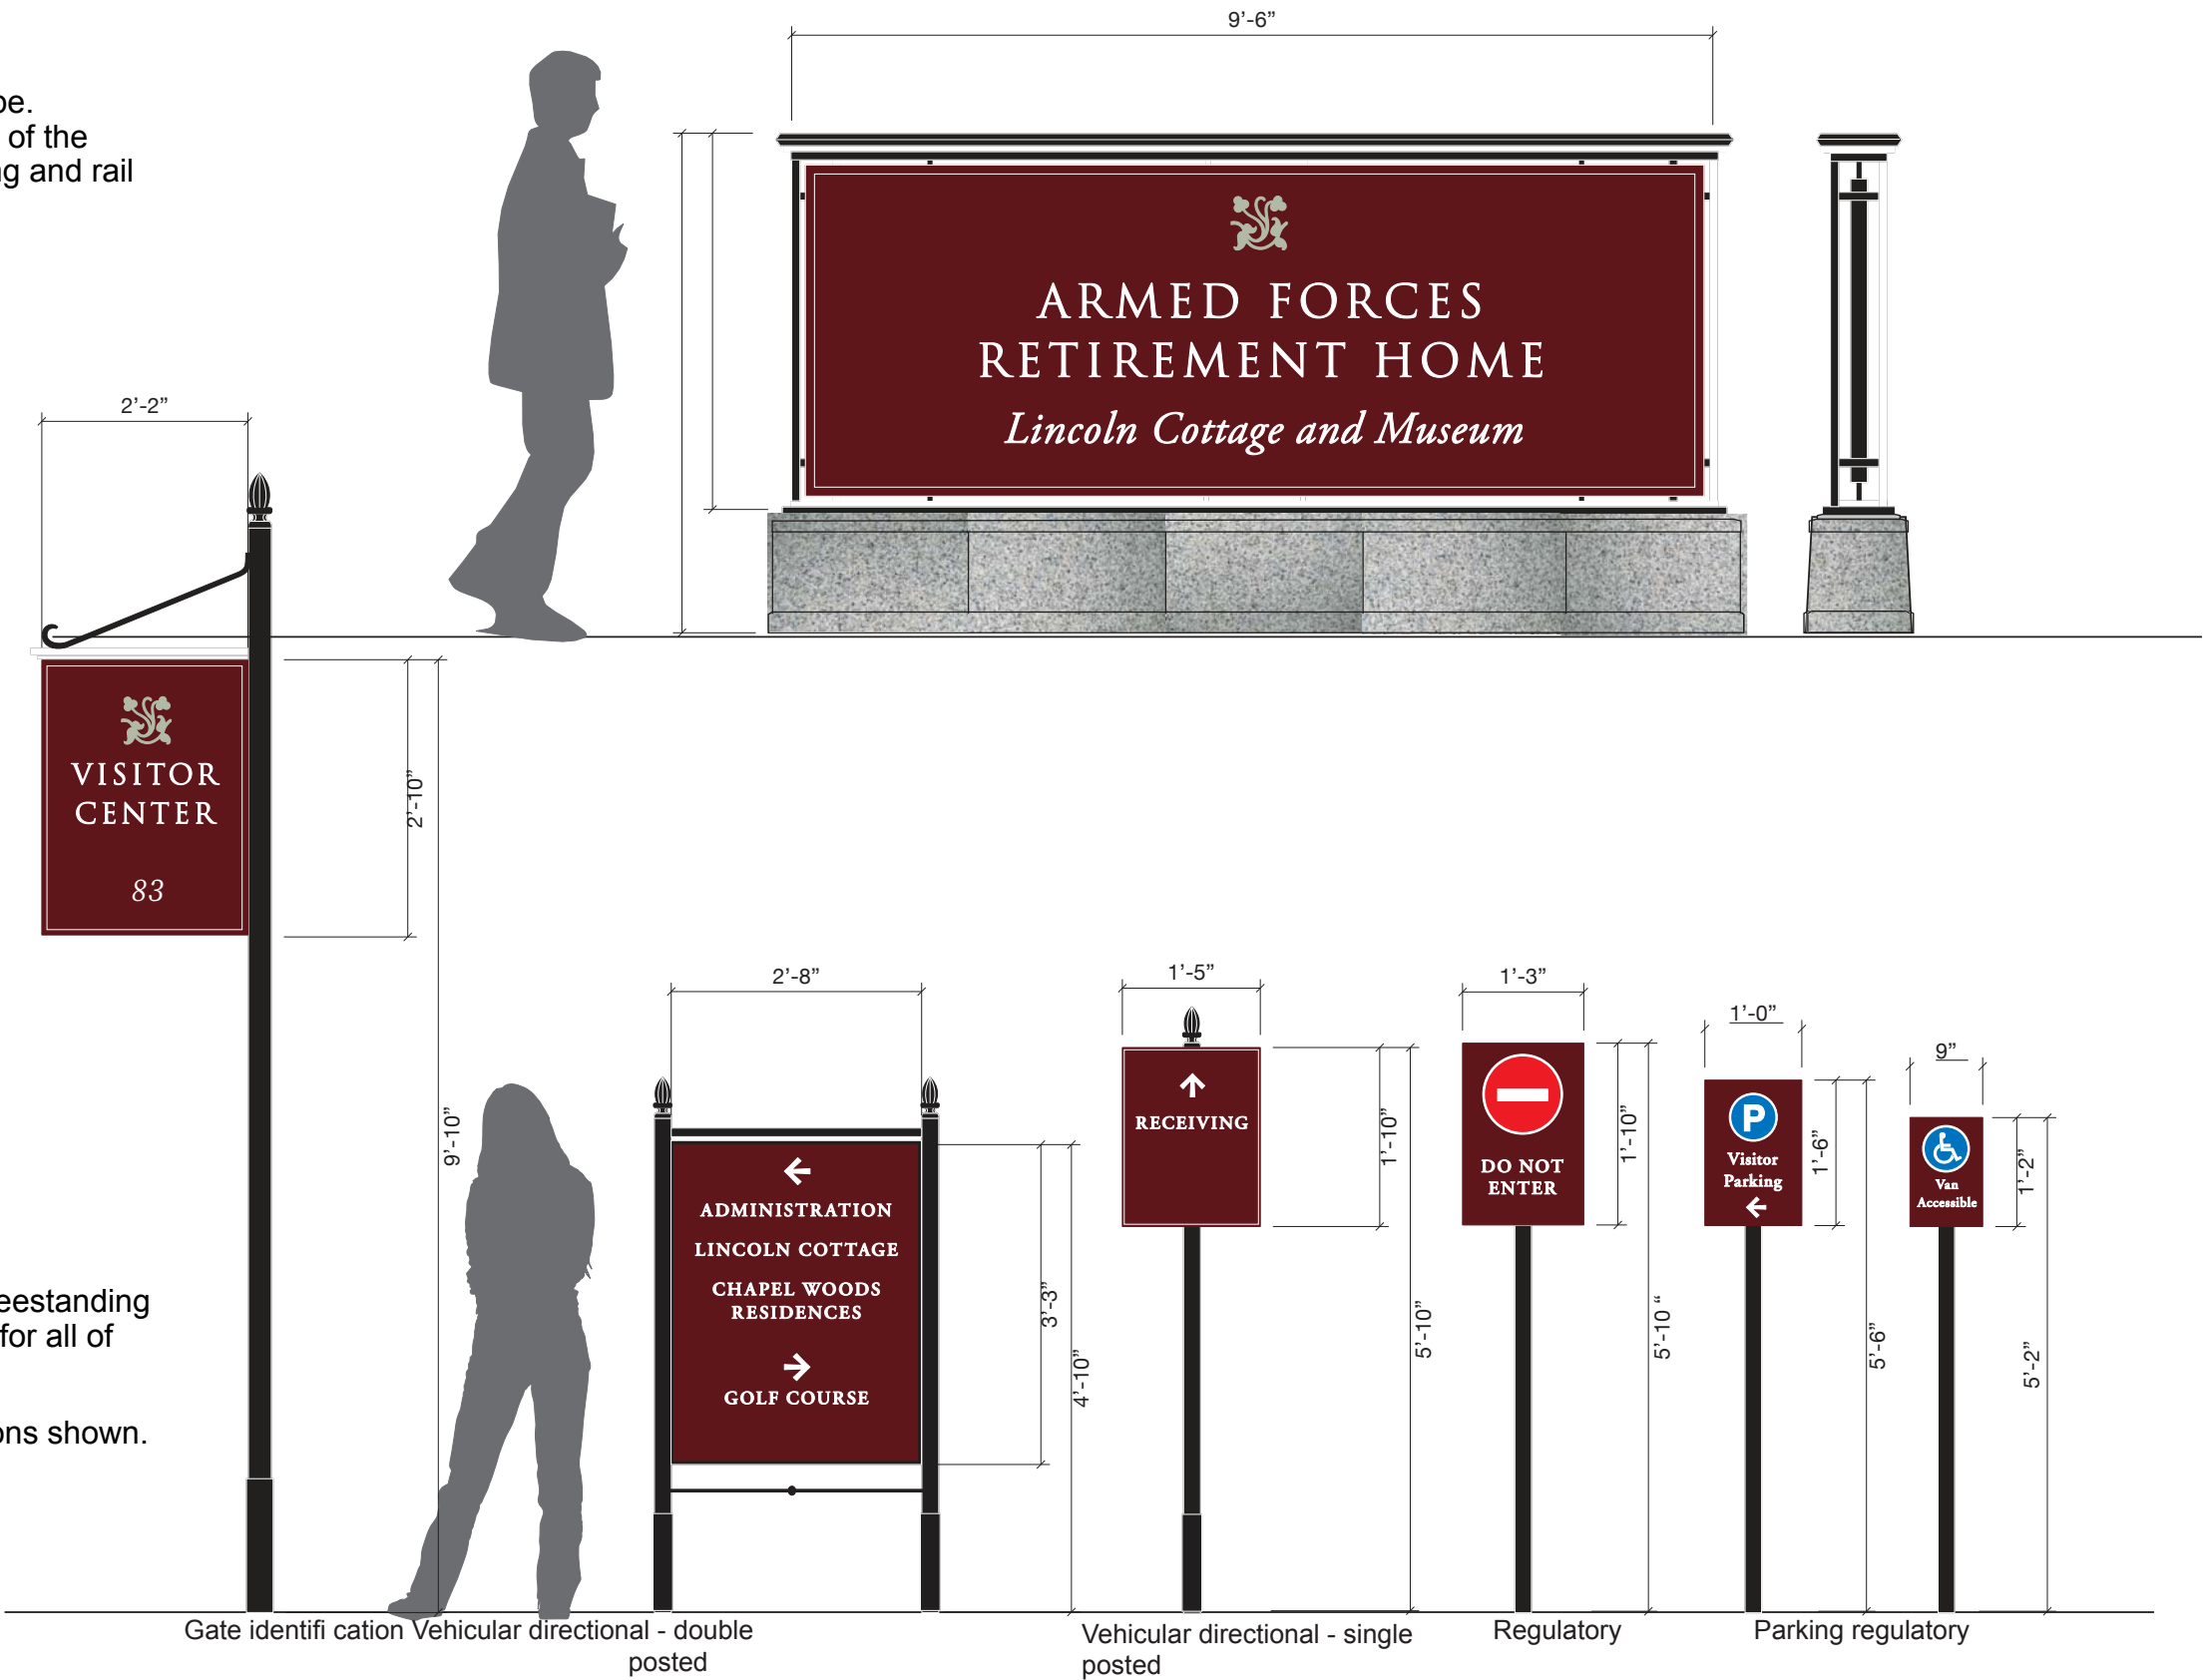 9’-6”
pe.
of the
ng and rail
ARMED FORCES
RETIREMENT HOME
Lincoln Cottage and Museum
2’-2”
VISITOR
CENTER
83
2’-10”
9’-10”
2’-8”
ADMINISTRATION
LINCOLN COTTAGE
CHAPEL WOODS
RESIDENCES
GOLF COURSE
3’-3”
4’-10”
1’-5”
RECEIVING
1’-10”
5’-10”
1’-3”
DO NOT
ENTER
1’-10”
5’-10 “
1’-0”
P
Visitor
Parking
1’-6”
5’-6”
9”
Van
Accessible
1’-2”
5’-2”
eestanding
for all of
ons shown.
Gate identifi cation
Vehicular directional - double
posted
Vehicular directional - single
posted
Regulatory
Parking regulatory